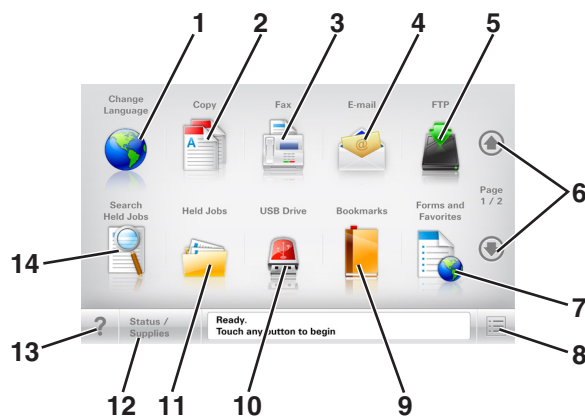 1 2 3 4 5
Change
Language
Copy
Fax
E-mail
FTP
A
@
6
Page
1 / 2
Search
Held Jobs
Held Jobs
USB Drive
Bookmarks
Forms and
Favorites
14
7
?
Status /
Supplies
Ready.
Touch any button to begin
13
12
11
10
9
8